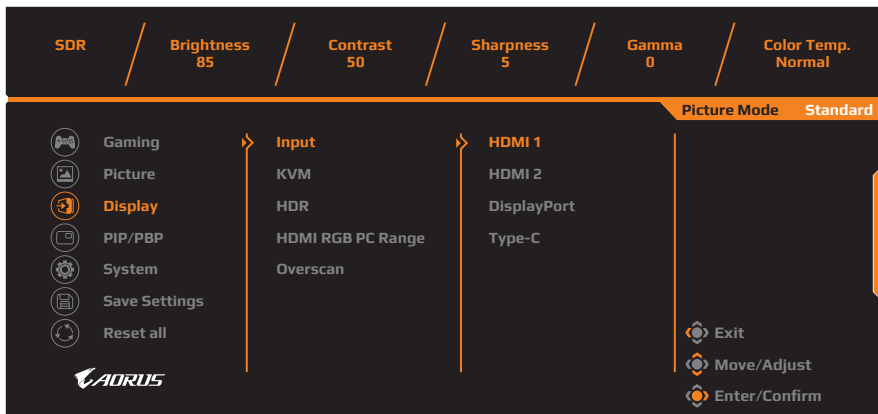 SDR
Brightness
85
Contrast
50
Sharpness
5
Gamma
0
Color Temp.
Normal
Picture Mode Standard
Gaming
Picture
Display
PIP/PBP
System
Save Settings
Reset all
Input
KVM
HDR
HDMI RGB PC Range
Overscan
HDMI 1
HDMI 2
DisplayPort
Type-C
Exit
Move/Adjust
Enter/Confirm
AORUS